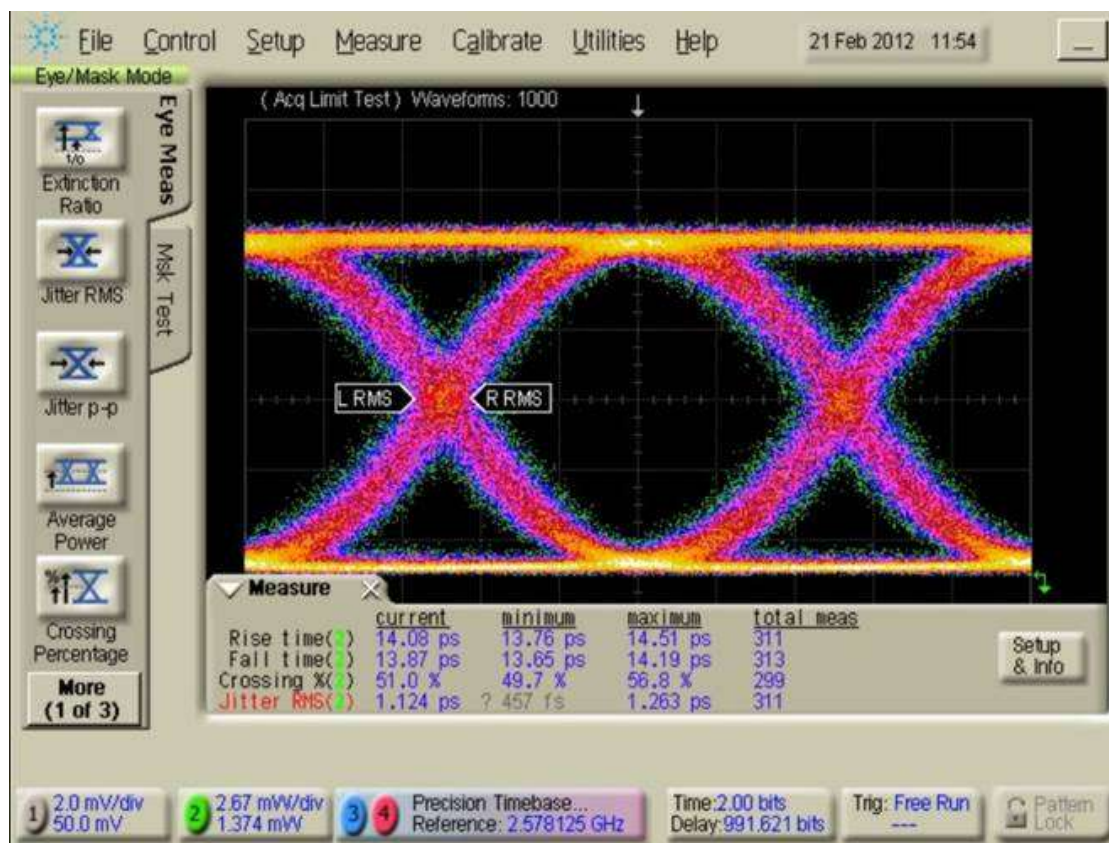 File Control Setup Measure Calibrate Utilities Help 21 Feb 2012 11:54
Eye/Mask Mode
Eye Meas
Msk Test
1/0
Extinction
Ratio
Jitter RMS
Jitter p-p
Average
Power
%
Crossing
Percentage
More
(1 of 3)
( Acq Limit Test ) Waveforms: 1000
L RMS
R RMS
Measure
current minimum maximum total meas
Rise time(2) 14.08 ps 13.76 ps 14.51 ps 311
Fall time(2) 13.87 ps 13.65 ps 14.19 ps 313
Crossing %(2) 51.0 % 49.7 % 56.8 % 299
Jitter RMS(2) 1.124 ps ? 457 fs 1.263 ps 311
Setup
& Info
1 2.0 mV/div
50.0 mV
2 2.67 mW/div
1.374 mW
3 4 Precision Timebase...
Reference: 2.578125 GHz
Time:2.00 bits
Delay:991.621 bits
Trig: Free Run
---
Pattern
Lock